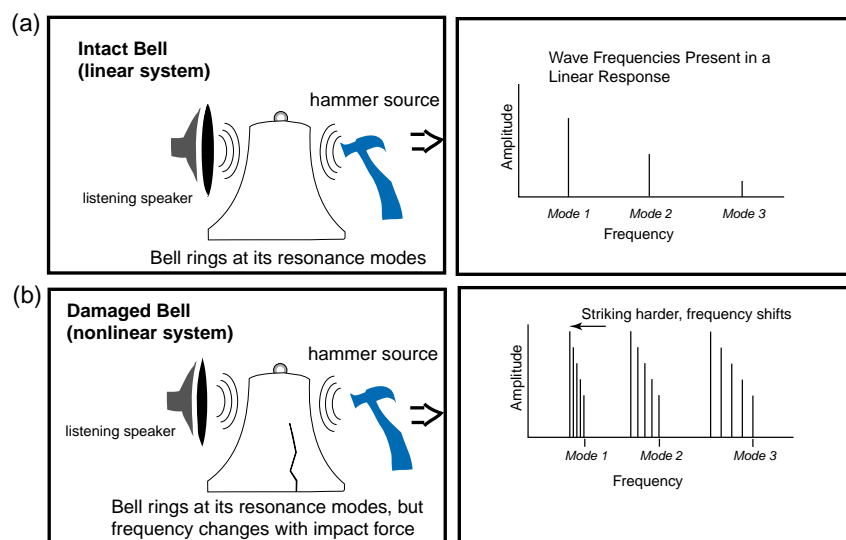 (a)
Intact Bell
(linear system)
hammer source
listening speaker
Bell rings at its resonance modes
Wave Frequencies Present in a
Linear Response
Amplitude
Mode 1 Mode 2 Mode 3
Frequency
(b)
Damaged Bell
(nonlinear system)
hammer source
listening speaker
Bell rings at its resonance modes, but
frequency changes with impact force
Striking harder, frequency shifts
Amplitude
Mode 1 Mode 2 Mode 3
Frequency